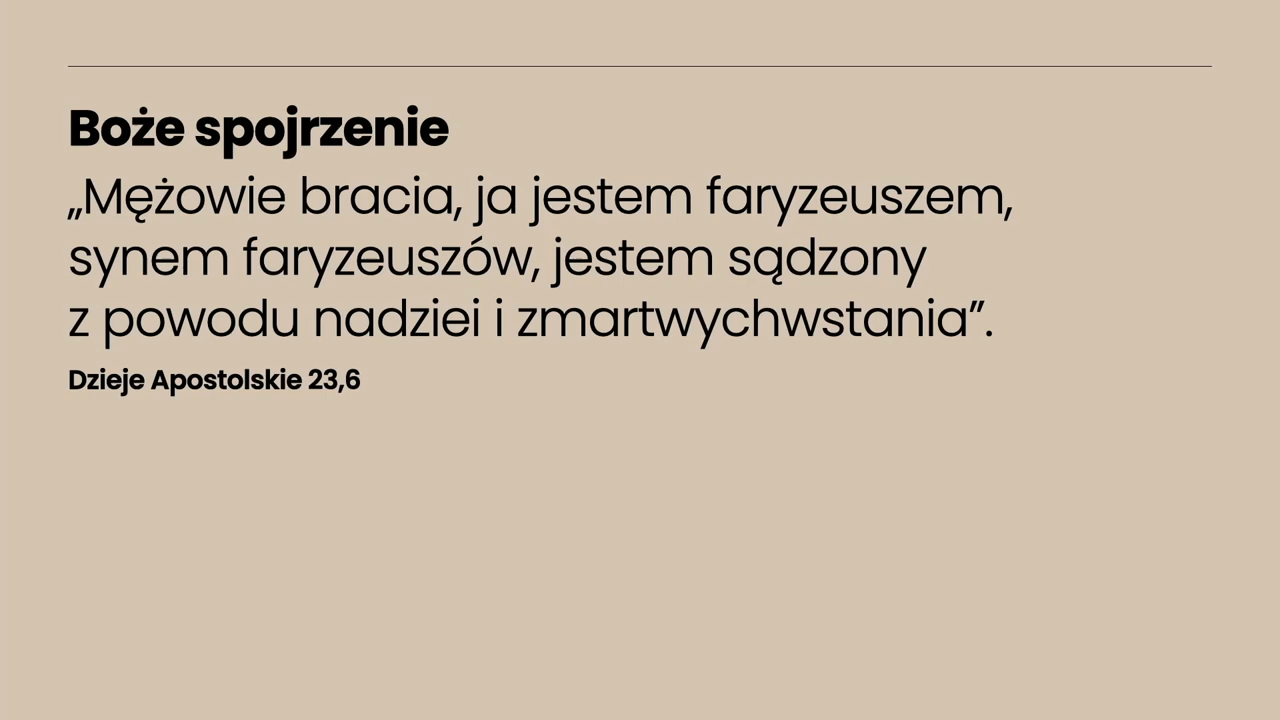 Boże spojrzenie
„Mężowie bracia, ja jestem faryzeuszem,
synem faryzeuszów, jestem sądzony
z powodu nadziei i zmartwychwstania”.
Dzieje Apostolskie 23,6